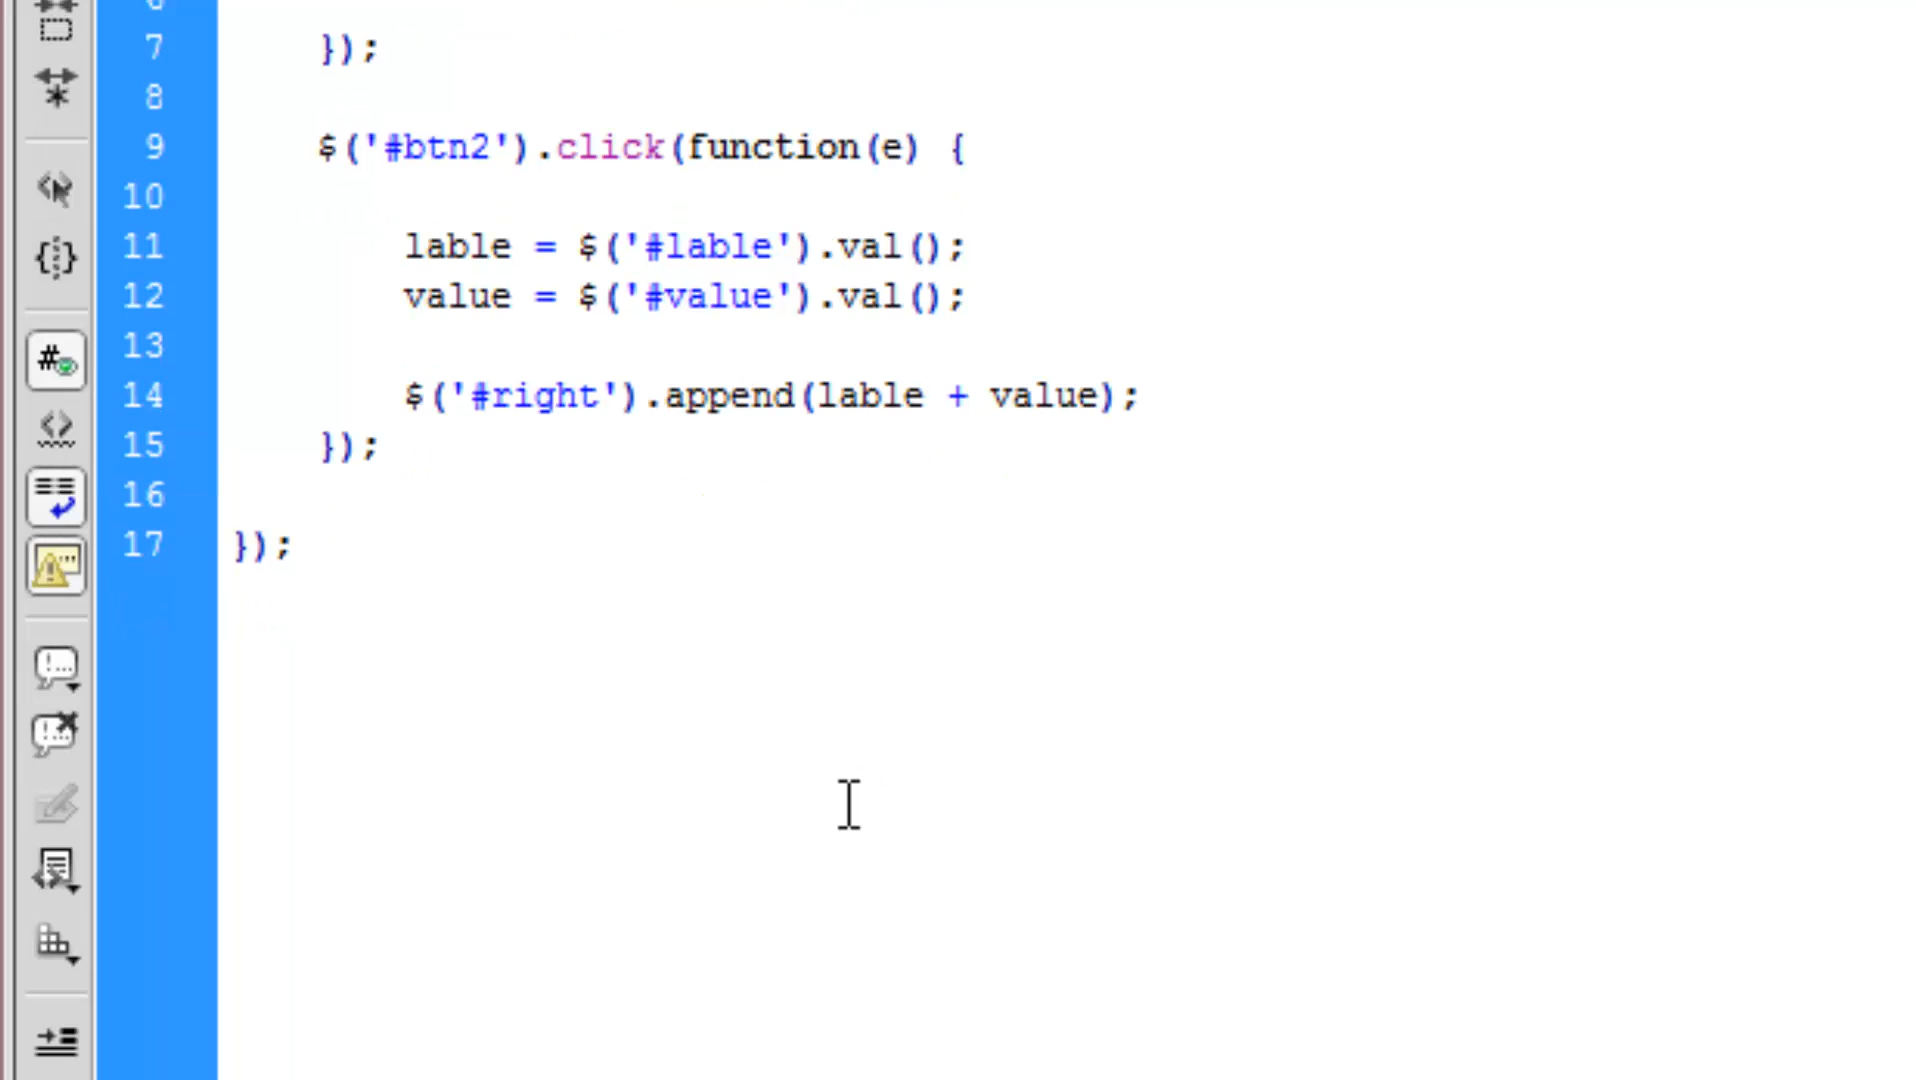 6
7 });
8
9 $('#btn2').click(function(e) {
10
11 lable = $('#lable').val();
12 value = $('#value').val();
13
14 $('#right').append(lable + value);
15 });
16
17 });